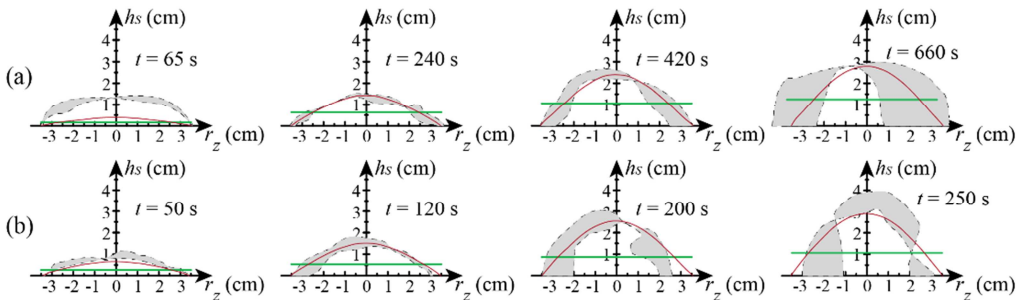 (a)
hs (cm)
4
3
2
1
t = 65 s
-3 -2 -1 0 1 2 3 rz (cm)
hs (cm)
4
3
2
1
t = 240 s
-3 -2 -1 0 1 2 3 rz (cm)
hs (cm)
4
3
2
1
t = 420 s
-3 -2 -1 0 1 2 3 rz (cm)
hs (cm)
4
3
2
1
t = 660 s
-3 -2 -1 0 1 2 3 rz (cm)
(b)
hs (cm)
4
3
2
1
t = 50 s
-3 -2 -1 0 1 2 3 rz (cm)
hs (cm)
4
3
2
1
t = 120 s
-3 -2 -1 0 1 2 3 rz (cm)
hs (cm)
4
3
2
1
t = 200 s
-3 -2 -1 0 1 2 3 rz (cm)
hs (cm)
4
3
2
1
t = 250 s
-3 -2 -1 0 1 2 3 rz (cm)